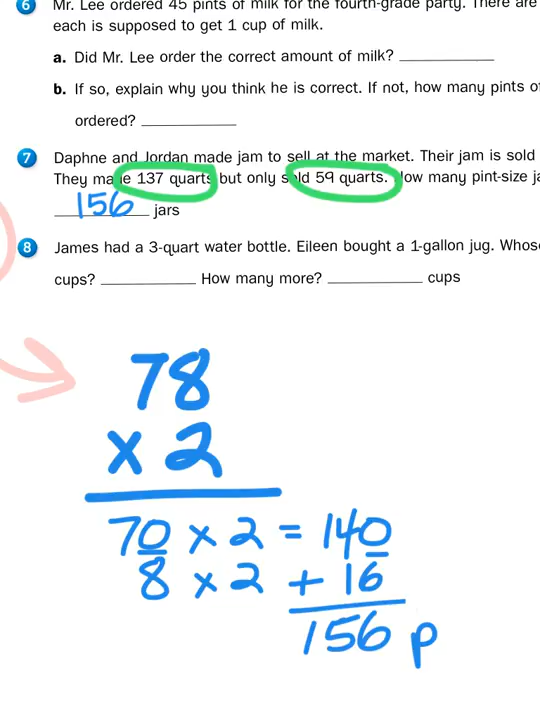 6 Mr. Lee ordered 45 pints of milk for the fourth-grade party. There are
each is supposed to get 1 cup of milk.
a. Did Mr. Lee order the correct amount of milk?
b. If so, explain why you think he is correct. If not, how many pints
ordered?
7 Daphne and Jordan made jam to sell at the market. Their jam is sold
They made 137 quarts but only sold 59 quarts. How many pint-size
156 jars
8 James had a 3-quart water bottle. Eileen bought a 1-gallon jug.
cups? How many more? cups
78
x 2
70 x 2 = 140
8 x 2 + 16
156 p